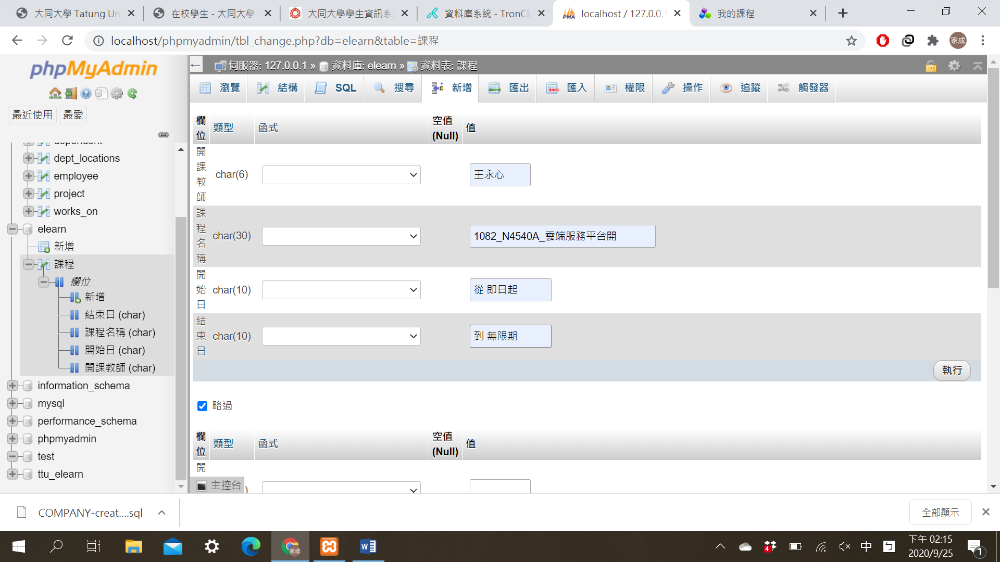 大同大學 Tatung Un
在校學生 - 大同大學
大同大學學生資訊系
資料庫系統 - TronCl
localhost / 127.0.0.1
我的課程
localhost/phpmyadmin/tbl_change.php?db=elearn&table=課程
家成
phpMyAdmin
最近使用
最愛
dependent
dept_locations
employee
project
works_on
elearn
新增
課程
欄位
新增
結束日 (char)
課程名稱 (char)
開始日 (char)
開課教師 (char)
information_schema
mysql
performance_schema
phpmyadmin
test
ttu_elearn
伺服器: 127.0.0.1 » 資料庫: elearn » 資料表: 課程
瀏覽
結構
SQL
搜尋
新增
匯出
匯入
權限
操作
追蹤
觸發器
欄位 類型 函式 空值 (Null) 值
開課教師 char(6) 王永心
課程名稱 char(30) 1082_N4540A_雲端服務平台開
開始日 char(10) 從 即日起
結束日 char(10) 到 無限期
執行
略過
欄位 類型 函式 空值 (Null) 值
開
)
主控台
COMPANY-creat....sql
全部顯示
家成
4
中
ㄅ
下午 02:15
2020/9/25
1